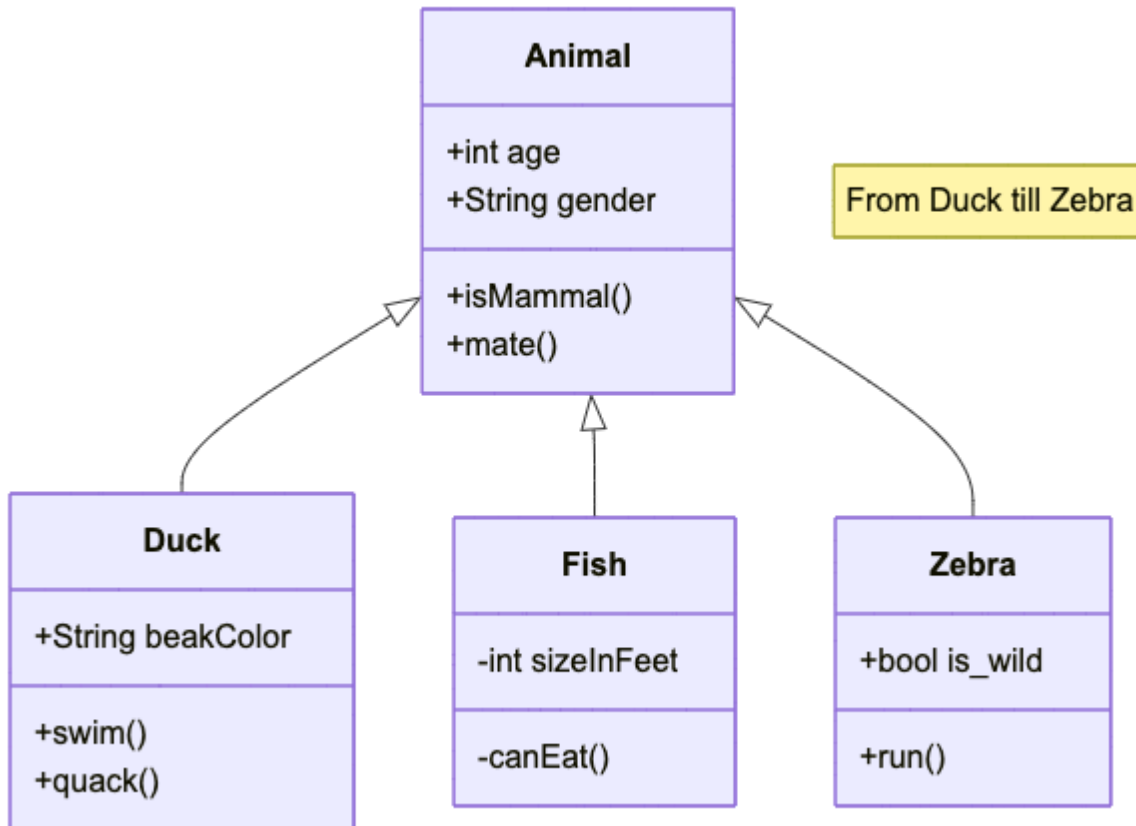 Animal
+int age
+String gender
+isMammal()
+mate()
From Duck till Zebra
Duck
+String beakColor
+swim()
+quack()
Fish
-int sizeInFeet
-canEat()
Zebra
+bool is_wild
+run()